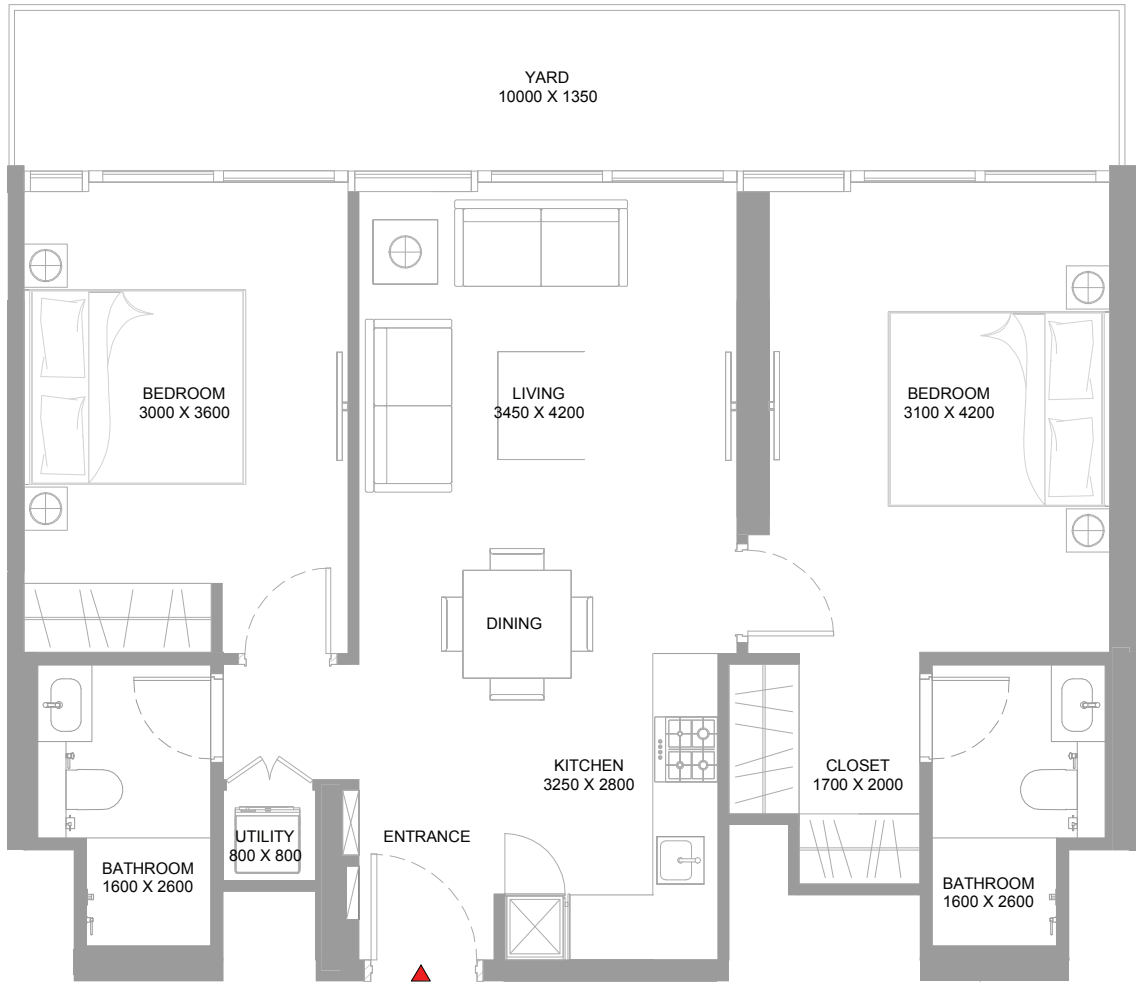 YARD
10000 X 1350
BEDROOM
3000 X 3600
LIVING
3450 X 4200
BEDROOM
3100 X 4200
DINING
KITCHEN
3250 X 2800
CLOSET
1700 X 2000
UTILITY
800 X 800
ENTRANCE
BATHROOM
1600 X 2600
BATHROOM
1600 X 2600